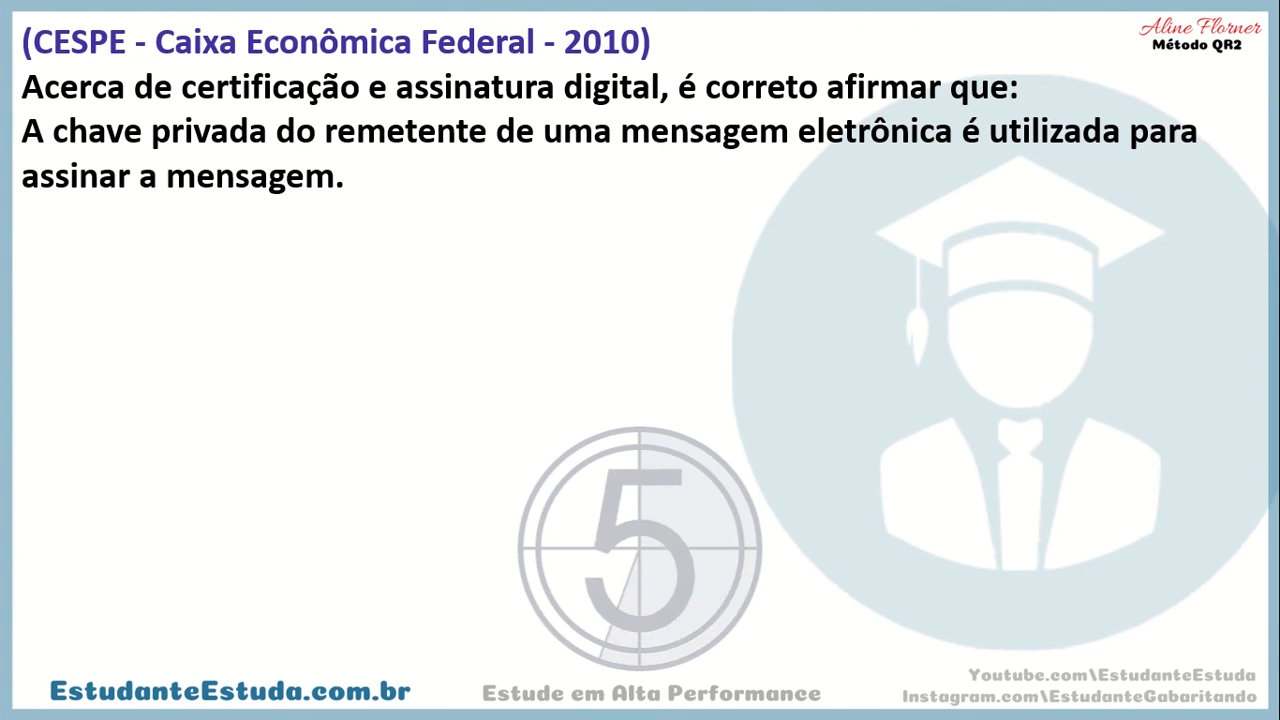 (CESPE - Caixa Econômica Federal - 2010)
Aline Florner
Método QR2
Acerca de certificação e assinatura digital, é correto afirmar que:
A chave privada do remetente de uma mensagem eletrônica é utilizada para
assinar a mensagem.
5
EstudanteEstuda.com.br
Estude em Alta Performance
Youtube.com\EstudanteEstuda
Instagram.com\EstudanteGabaritando